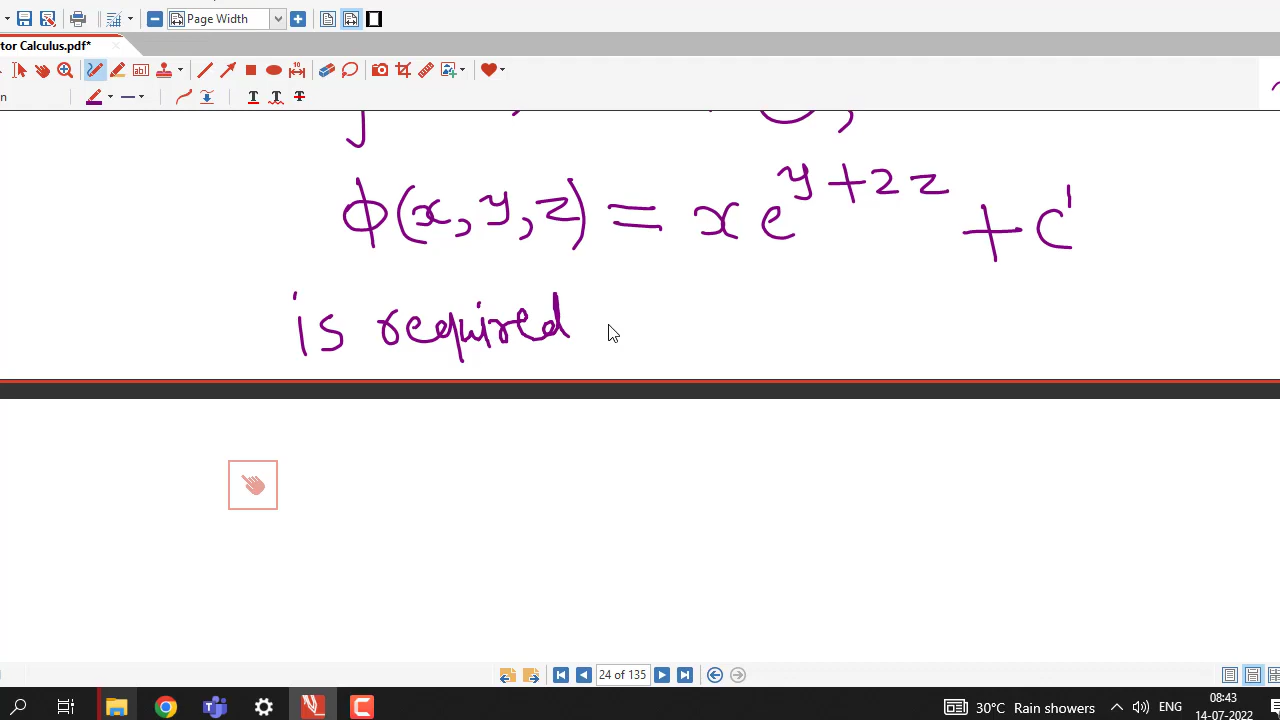 Page Width
tor Calculus.pdf*
n
φ(x, y, z) = x e^{y+2z} + c'
is required
24 of 135
30°C Rain showers
ENG
08:43
14-07-2022